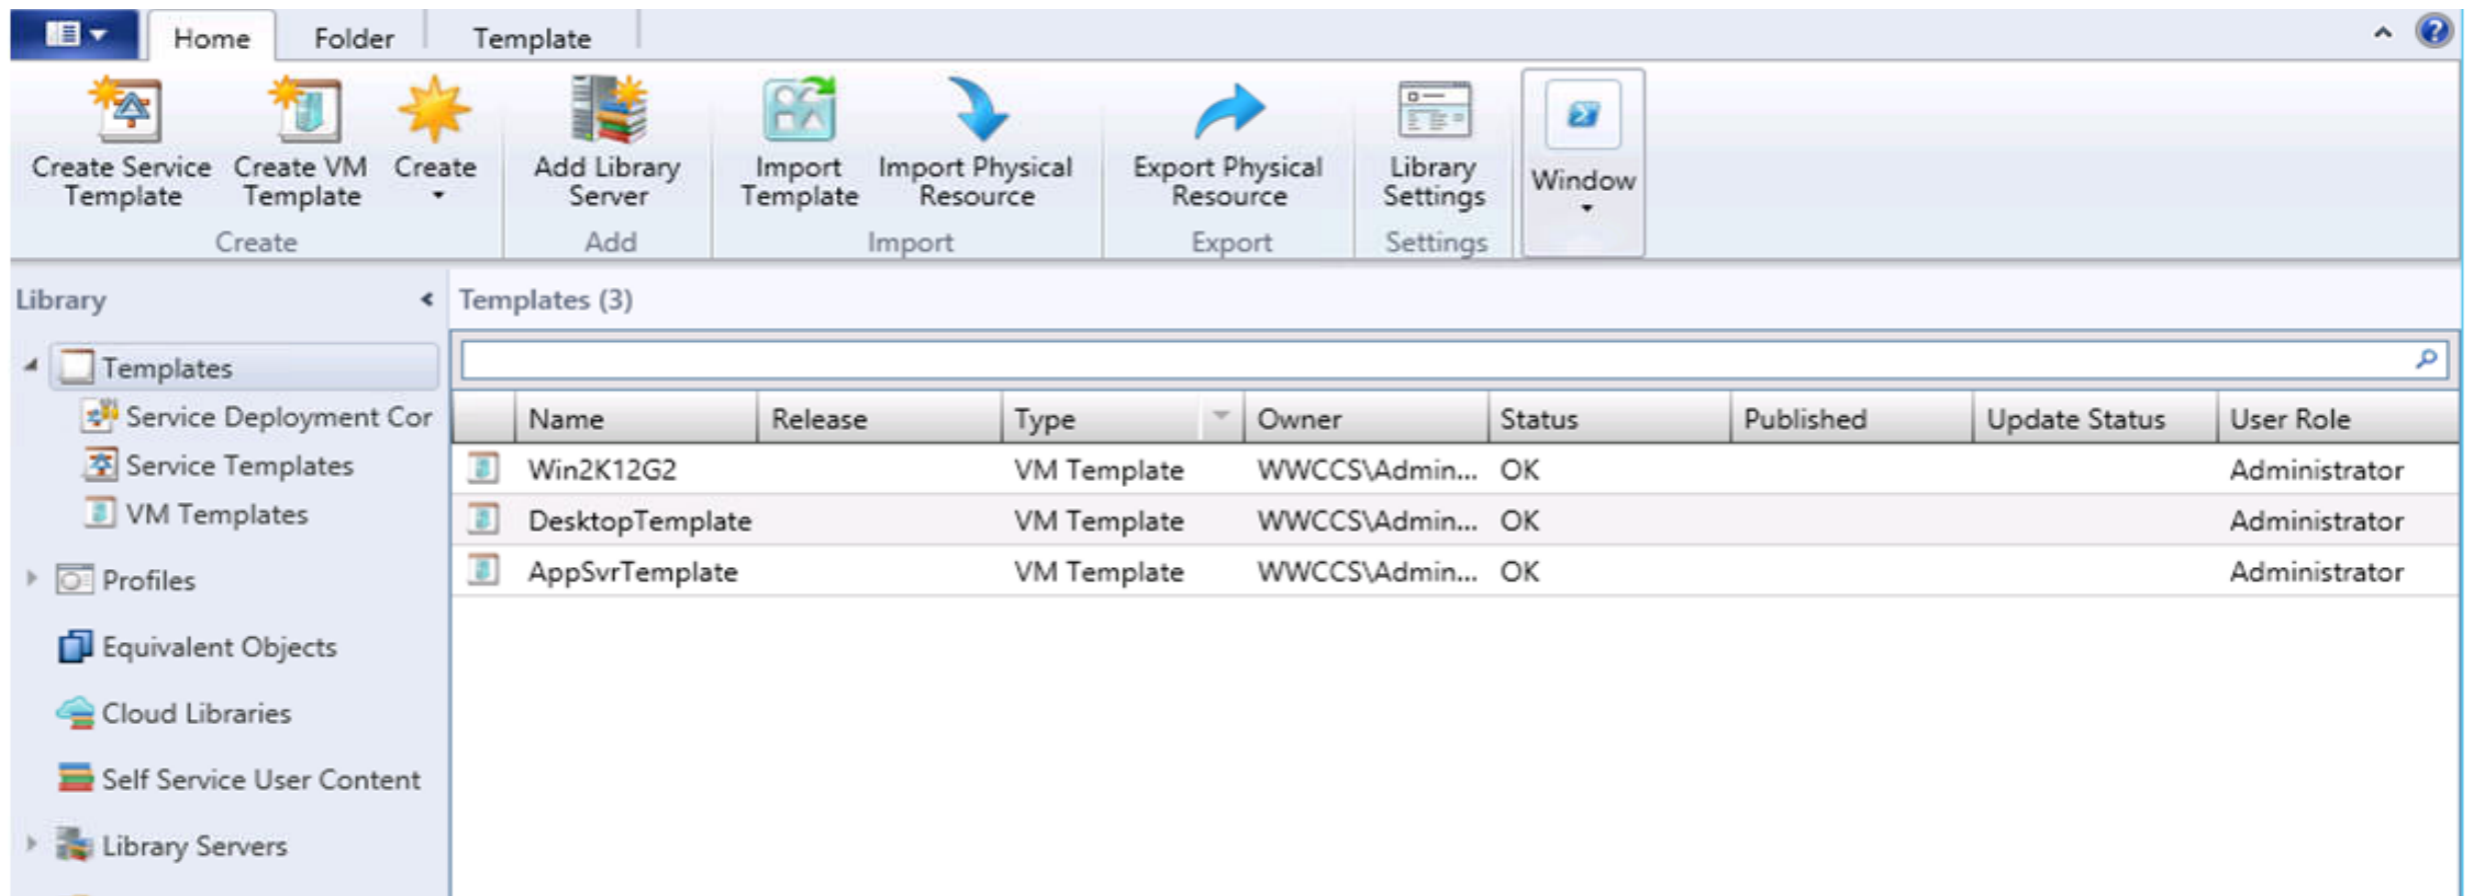 Home Folder Template
Create Service Template
Create VM Template
Create
Add Library Server
Import Template
Import Physical Resource
Export Physical Resource
Library Settings
Window
Create Add Import Export Settings
Library
Templates (3)
Templates
Service Deployment Cor
Service Templates
VM Templates
Profiles
Equivalent Objects
Cloud Libraries
Self Service User Content
Library Servers
Name Release Type Owner Status Published Update Status User Role
Win2K12G2 VM Template WWCCS\Admin... OK Administrator
DesktopTemplate VM Template WWCCS\Admin... OK Administrator
AppSvrTemplate VM Template WWCCS\Admin... OK Administrator